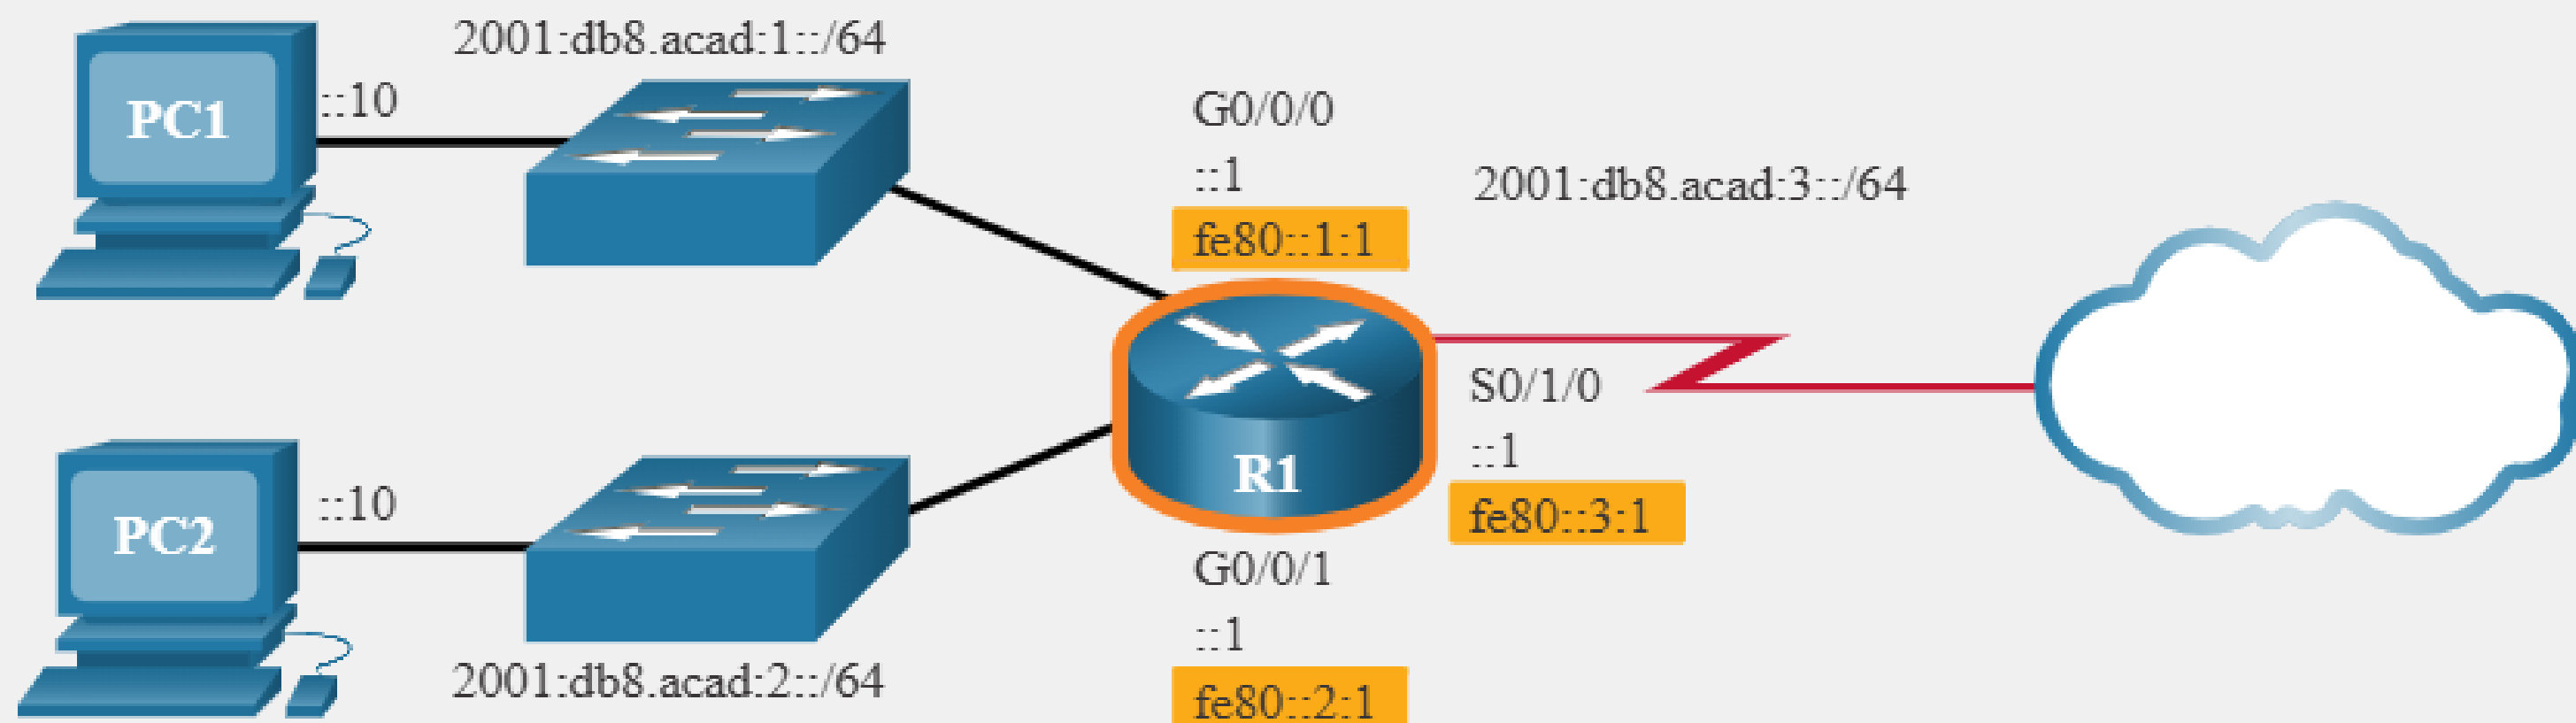 2001:db8.acad:1::/64
PC1
::10
G0/0/0
::1
fe80::1:1
2001:db8.acad:3::/64
R1
S0/1/0
::1
fe80::3:1
PC2
::10
2001:db8.acad:2::/64
G0/0/1
::1
fe80::2:1